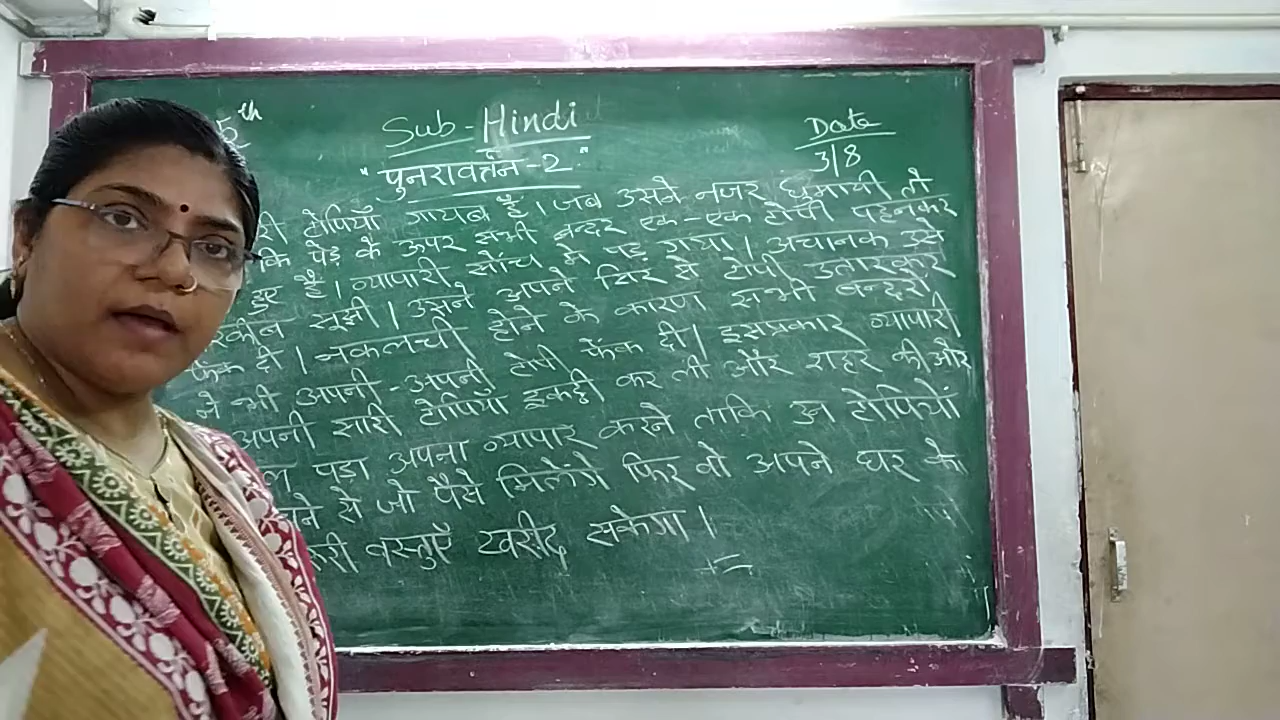 5th
Sub-Hindi
Date
3/8
"पुनरावर्तन-2"
टोपियाँ गायब है। जब उसने नजर घुमायी तो
कि पेड़ के ऊपर सभी बन्दर एक-एक टोपी पहनकर
हुए है। व्यापारी सोंच मे पड़ गया। अचानक उसे
सूझी। उसने अपने सिर से टोपी उतारकर
फेंक दी। नकलची होने के कारण सभी बन्दरो
ने भी अपनी-अपनी टोपी फेंक दी। इसप्रकार व्यापारी
अपनी सारी टोपियाँ इकट्ठी कर ली और शहर की ओर
पड़ा अपना व्यापार करने ताकि उन टोपियों
से जो पैसे मिलेंगे फिर वो अपने घर के
वस्तुएँ खरीद सकेगा।